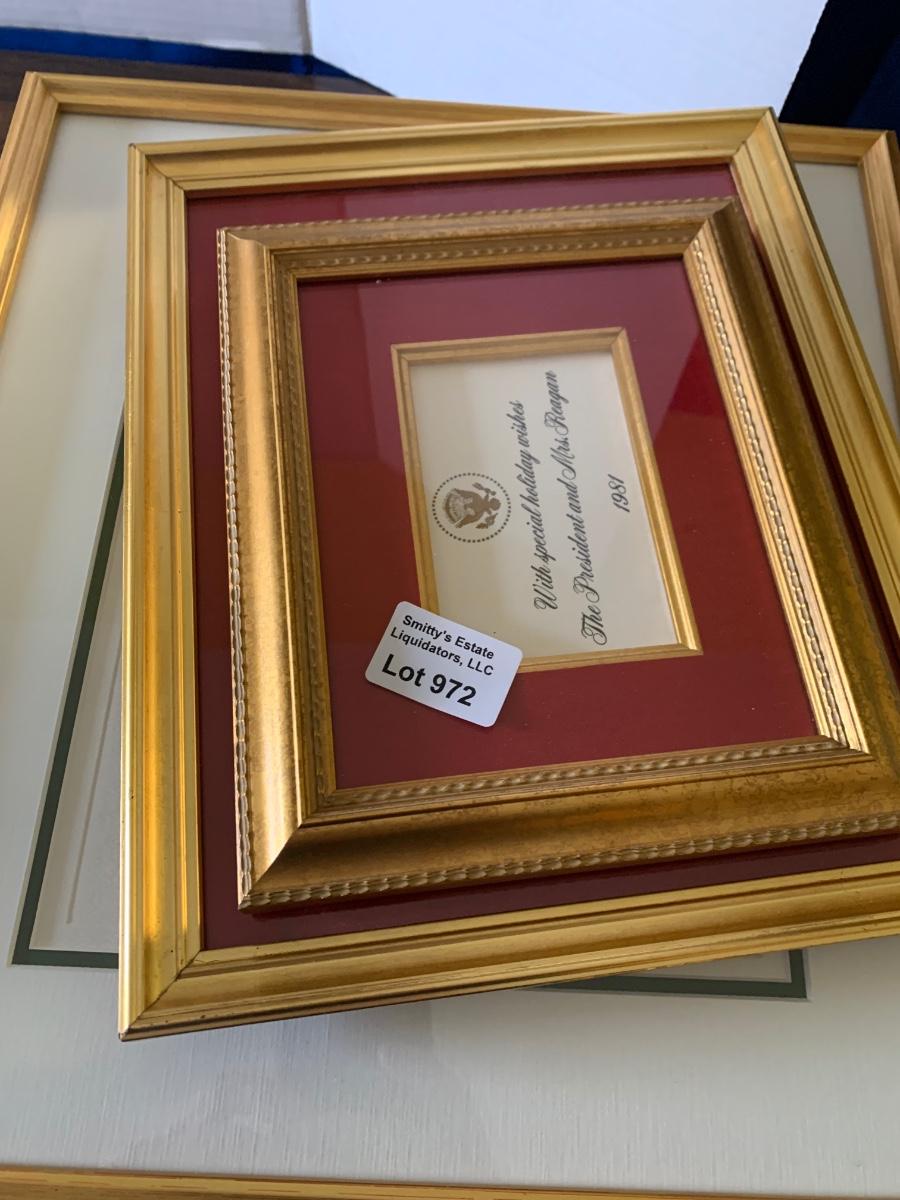 With special holiday wishes
The President and Mrs. Reagan
1981
Smitty's Estate
Liquidators, LLC
Lot 972